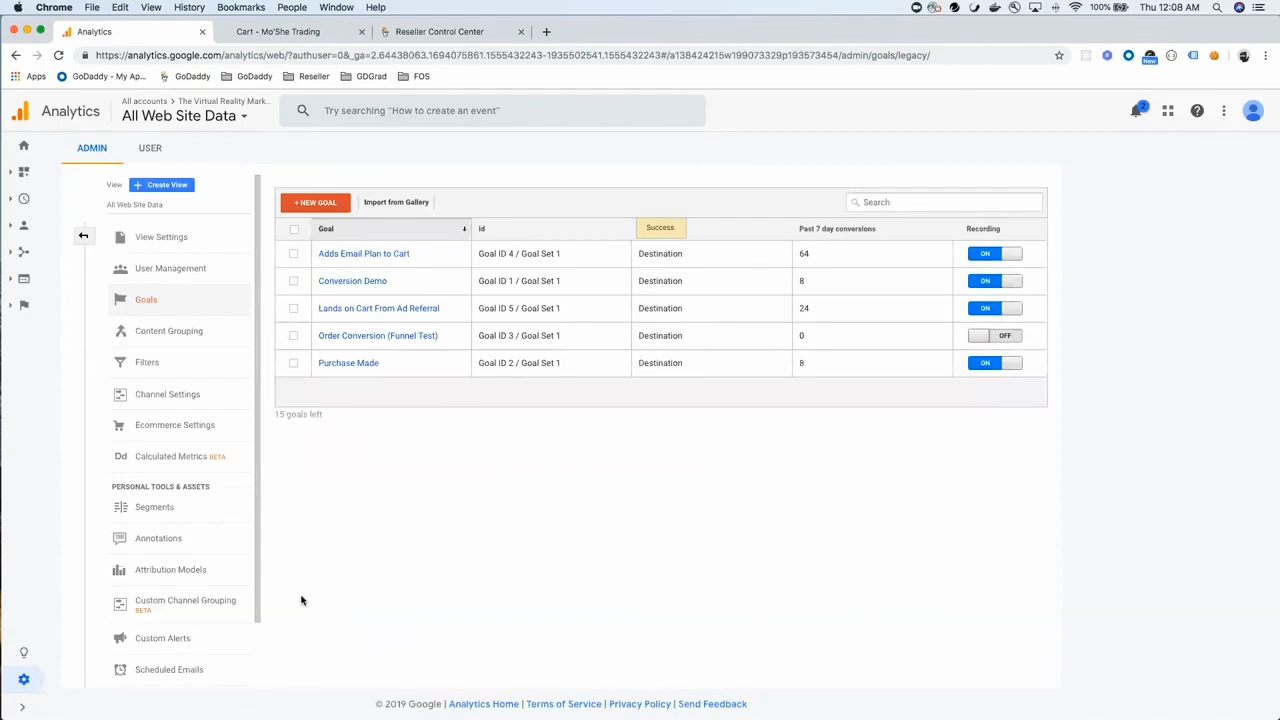 Chrome File Edit View History Bookmarks People Window Help 100% Thu 12:08 AM
Analytics Cart - Mo'She Trading Reseller Control Center
https://analytics.google.com/analytics/web/?authuser=0&_ga=2.64438063.1694077861.1555432243-1935502541.1555432243#/a138424215w199073329p193573454/admin/goals/legacy/
New
Apps GoDaddy - My Ap... GoDaddy GoDaddy Reseller GDGrad FOS
Analytics
All accounts > The Virtual Reality Mark...
All Web Site Data
Try searching "How to create an event"
2
ADMIN USER
View + Create View
All Web Site Data
View Settings
User Management
Goals
Content Grouping
Filters
Channel Settings
Ecommerce Settings
Dd Calculated Metrics BETA
PERSONAL TOOLS & ASSETS
Segments
Annotations
Attribution Models
Custom Channel Grouping
BETA
Custom Alerts
Scheduled Emails
+ NEW GOAL Import from Gallery Search
Goal Id Success. Past 7 day conversions Recording
Adds Email Plan to Cart Goal ID 4 / Goal Set 1 Destination 64 ON
Conversion Demo Goal ID 1 / Goal Set 1 Destination 8 ON
Lands on Cart From Ad Referral Goal ID 5 / Goal Set 1 Destination 24 ON
Order Conversion (Funnel Test) Goal ID 3 / Goal Set 1 Destination 0 OFF
Purchase Made Goal ID 2 / Goal Set 1 Destination 8 ON
15 goals left
© 2019 Google | Analytics Home | Terms of Service | Privacy Policy | Send Feedback